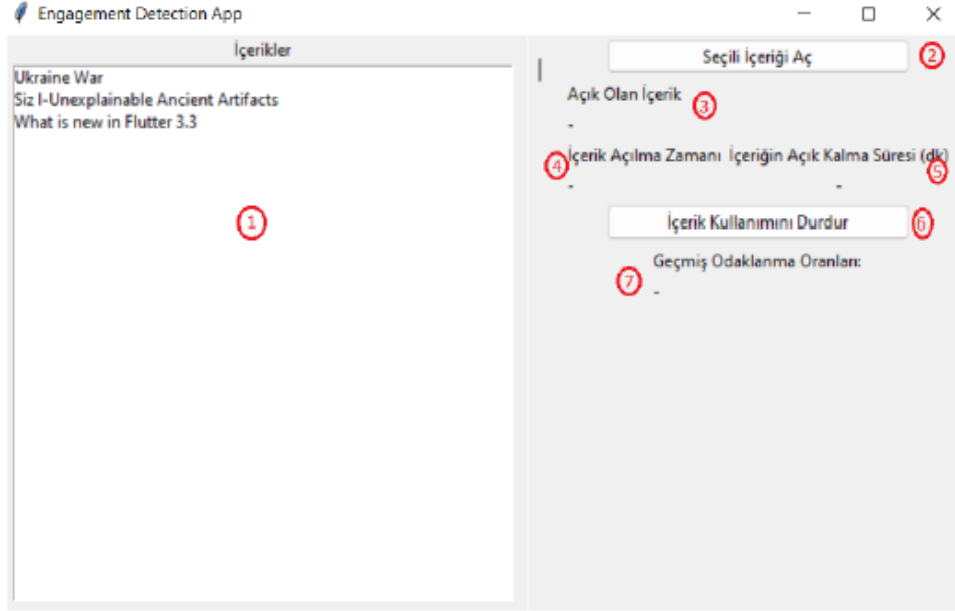 Engagement Detection App
İçerikler
Ukraine War
Siz I-Unexplainable Ancient Artifacts
What is new in Flutter 3.3
1
Seçili İçeriği Aç 2
Açık Olan İçerik 3
-
4 İçerik Açılma Zamanı İçeriğin Açık Kalma Süresi (dk) 5
- -
İçerik Kullanımını Durdur 6
Geçmiş Odaklanma Oranları:
7 -